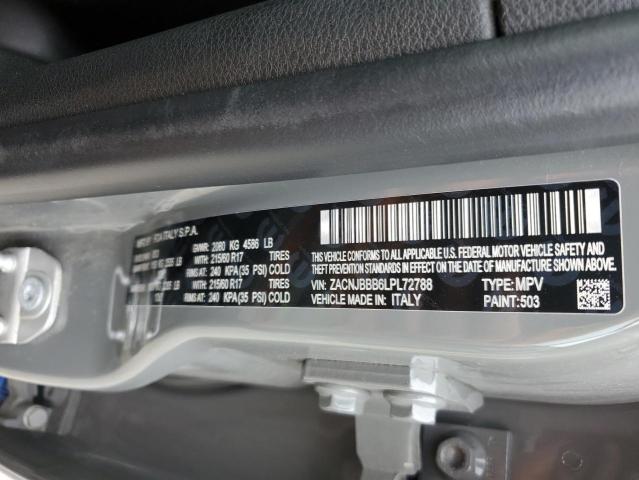 MFD BY FCA ITALY S.P.A.
GVWR: 2080 KG 4586 LB
LB WITH: 215/60 R17 TIRES
RIMS AT: 240 KPA(35 PSI) COLD
LB WITH: 215/60 R17 TIRES
RIMS AT: 240 KPA(35 PSI) COLD
THIS VEHICLE CONFORMS TO ALL APPLICABLE U.S. FEDERAL MOTOR VEHICLE SAFETY
AND THEFT PREVENTION STANDARDS IN EFFECT ON THE DATE OF MANUFACTURE SHOWN ABOVE.
VIN: ZACNJBBB6LPL72788 TYPE: MPV
VEHICLE MADE IN: ITALY PAINT: 503